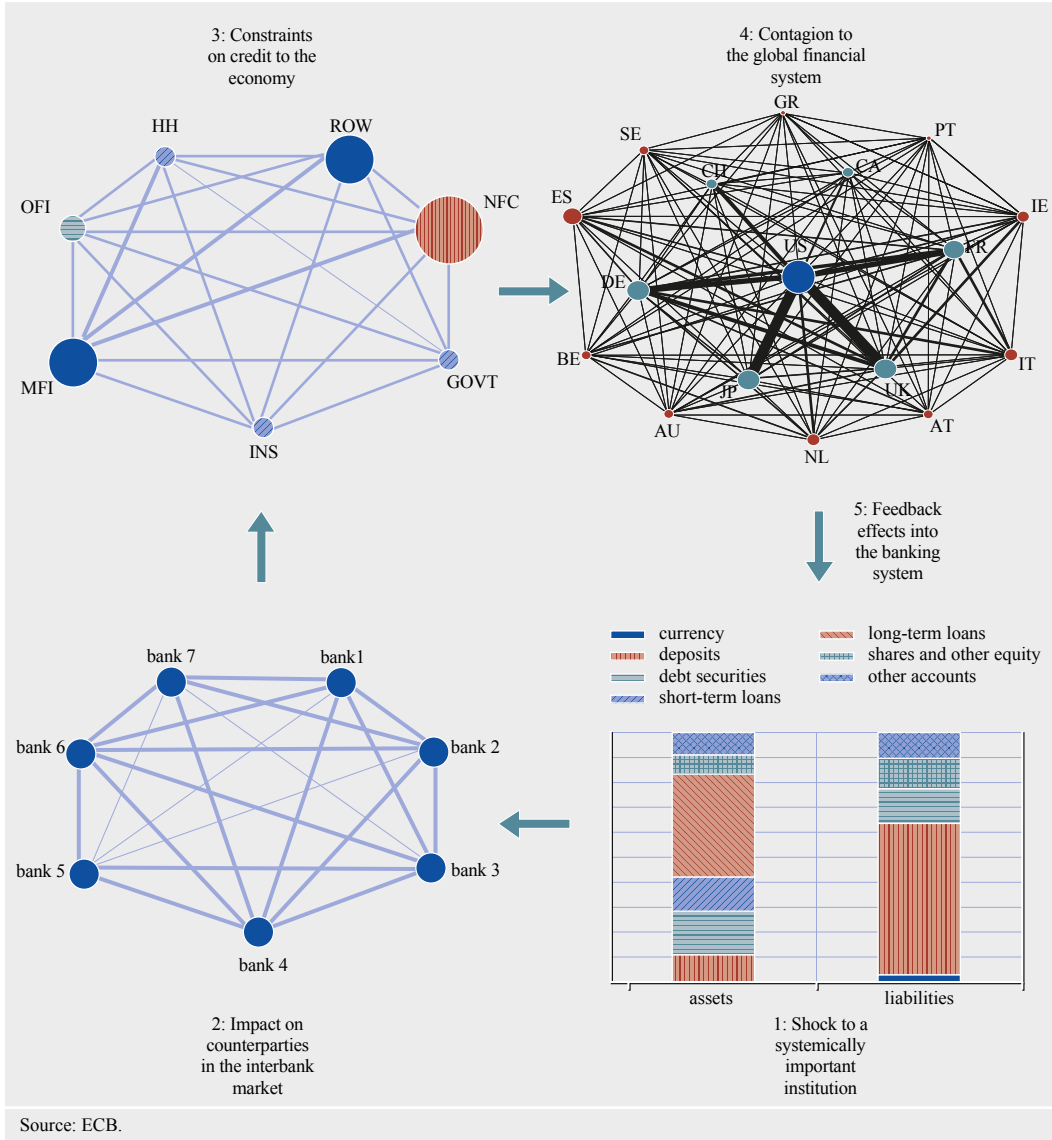 3: Constraints
on credit to the
economy
HH
ROW
OFI
NFC
MFI
GOVT
INS
4: Contagion to
the global financial
system
GR
SE
PT
CH
CA
ES
IE
US
FR
DE
BE
IT
JP
UK
AU
AT
NL
5: Feedback
effects into
the banking
system
currency
deposits
debt securities
short-term loans
long-term loans
shares and other equity
other accounts
bank 7
bank1
bank 6
bank 2
bank 5
bank 3
bank 4
assets
liabilities
2: Impact on
counterparties
in the interbank
market
1: Shock to a
systemically
important
institution
Source: ECB.